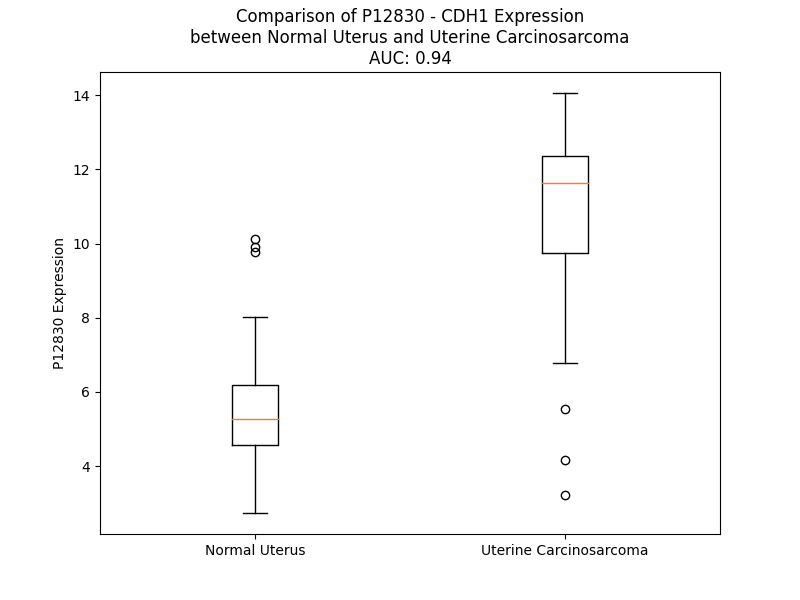 Comparison of P12830 - CDH1 Expression
between Normal Uterus and Uterine Carcinosarcoma
AUC: 0.94
14
12
10
8
6
4
P12830 Expression
Normal Uterus
Uterine Carcinosarcoma